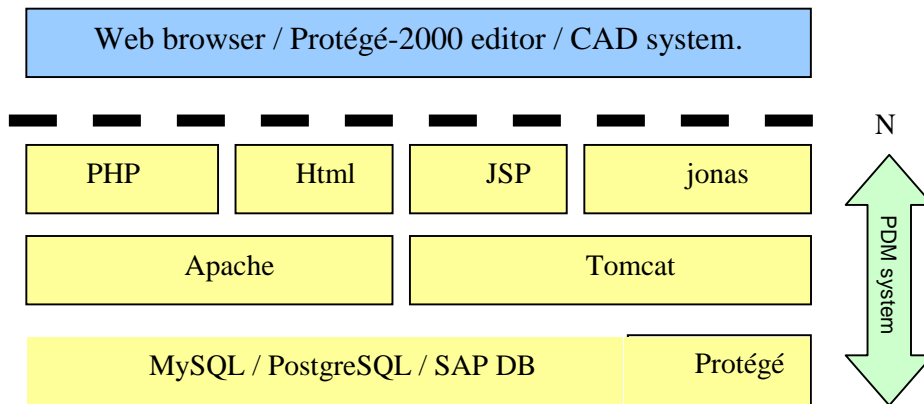 Web browser / Protégé-2000 editor / CAD system.
N
PHP Html JSP jonas
Apache Tomcat
PDM system
MySQL / PostgreSQL / SAP DB Protégé